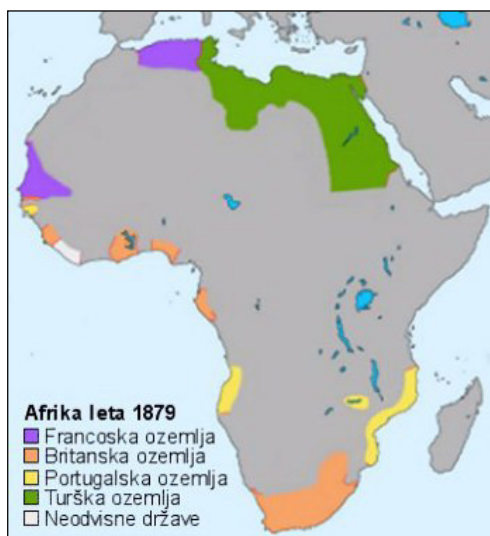 Afrika leta 1879
Francoska ozemlja
Britanska ozemlja
Portugalska ozemlja
Turška ozemlja
Neodvisne države